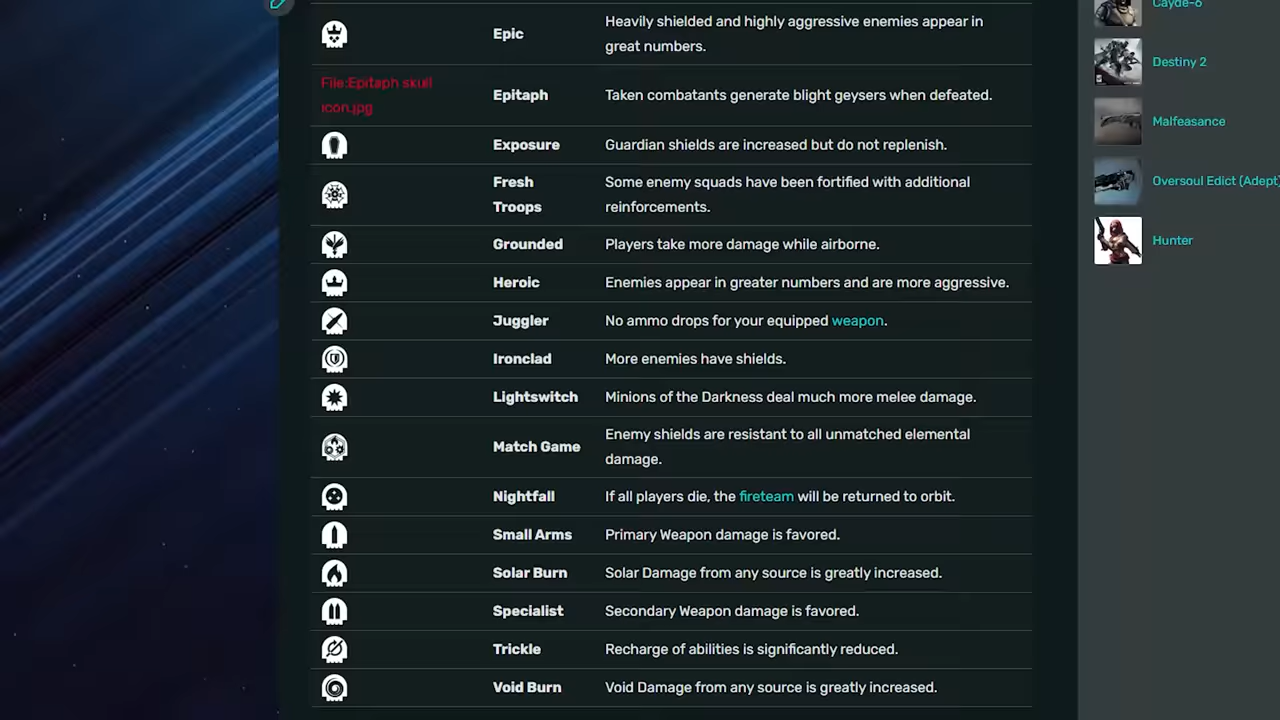 Epic
Heavily shielded and highly aggressive enemies appear in
great numbers.
File:Epitaph skull
icon.jpg
Epitaph
Taken combatants generate blight geysers when defeated.
Exposure
Guardian shields are increased but do not replenish.
Fresh
Troops
Some enemy squads have been fortified with additional
reinforcements.
Grounded
Players take more damage while airborne.
Heroic
Enemies appear in greater numbers and are more aggressive.
Juggler
No ammo drops for your equipped weapon.
Ironclad
More enemies have shields.
Lightswitch
Minions of the Darkness deal much more melee damage.
Match Game
Enemy shields are resistant to all unmatched elemental
damage.
Nightfall
If all players die, the fireteam will be returned to orbit.
Small Arms
Primary Weapon damage is favored.
Solar Burn
Solar Damage from any source is greatly increased.
Specialist
Secondary Weapon damage is favored.
Trickle
Recharge of abilities is significantly reduced.
Void Burn
Void Damage from any source is greatly increased.
Cayde-6
Destiny 2
Malfeasance
Oversoul Edict (Adept
Hunter